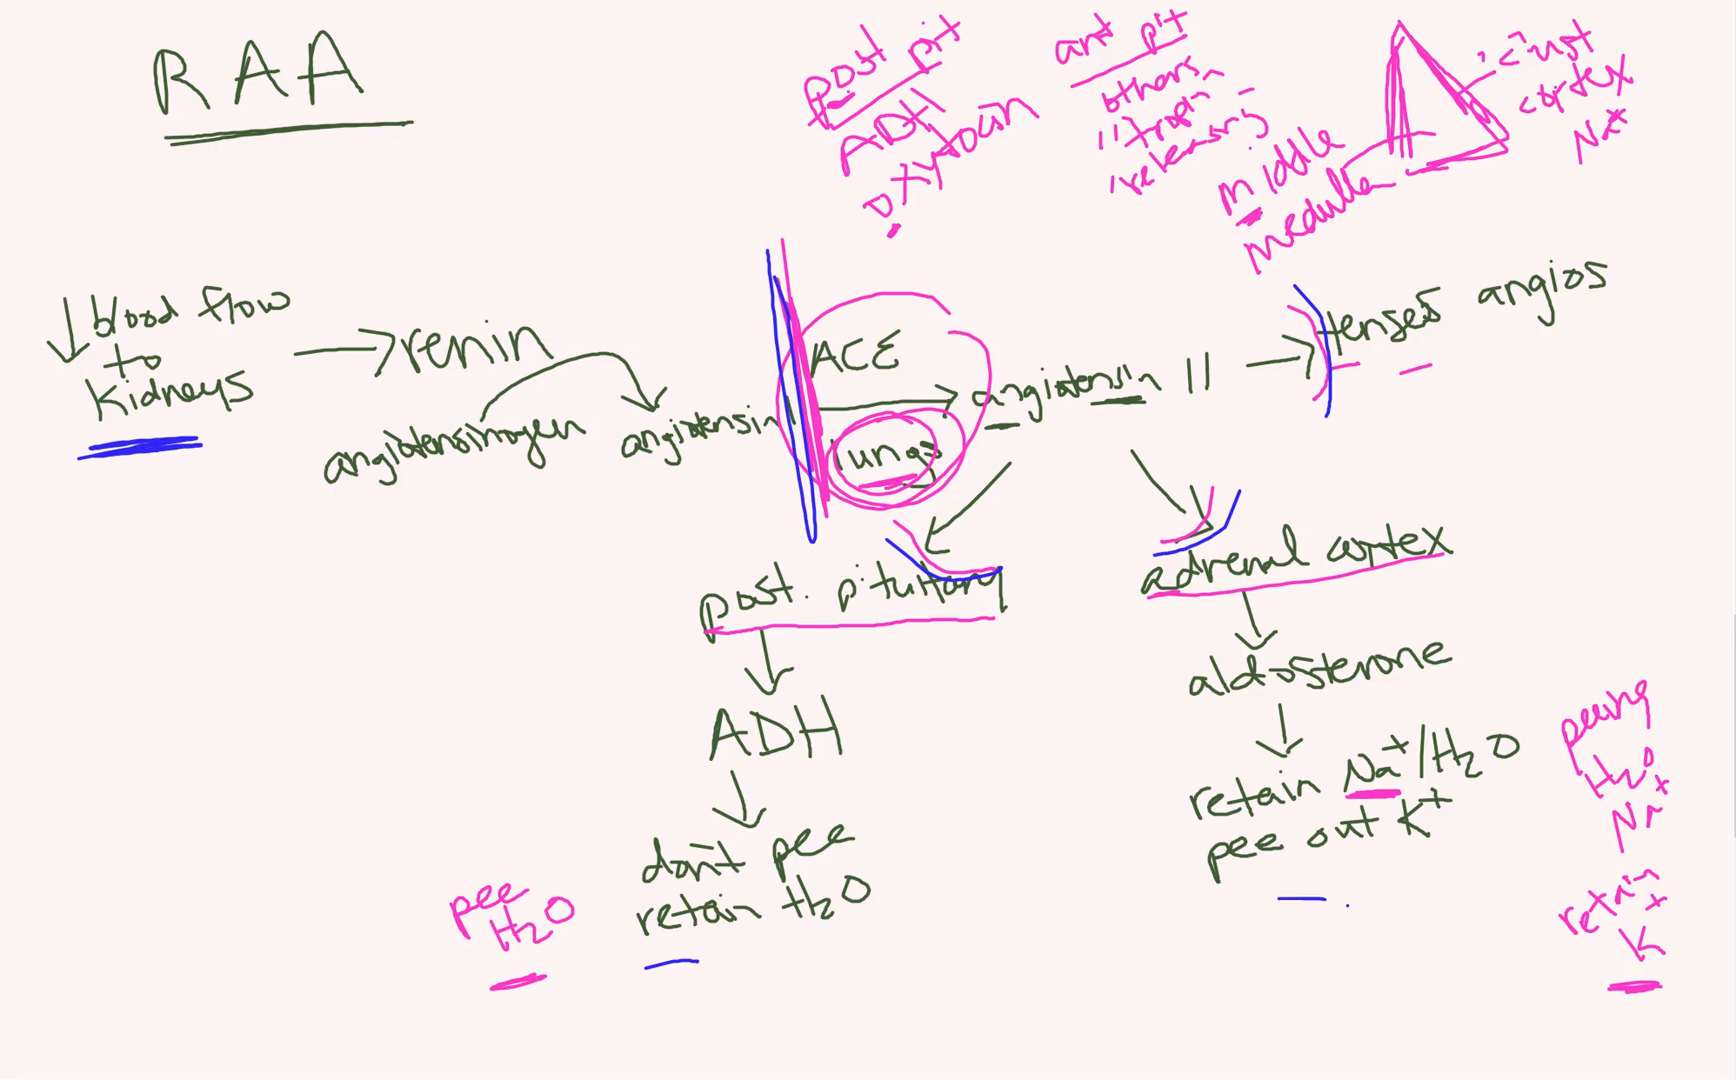 RAA
post pit
ADH
oxytocin
ant pit
others,
"tropin"
"releasing
middle
medulla
crust
cortex
Na+
↓ blood flow
to
kidneys
→ renin
angiotensinogen
angiotensin
ACE
lungs
angiotensin II
→ tenses angios
post. pituitary
ADH
don't pee
retain H2O
pee
H2O
adrenal cortex
aldosterone
retain Na+/H2O
pee out K+
peeing
H2O
Na+
retain
K+